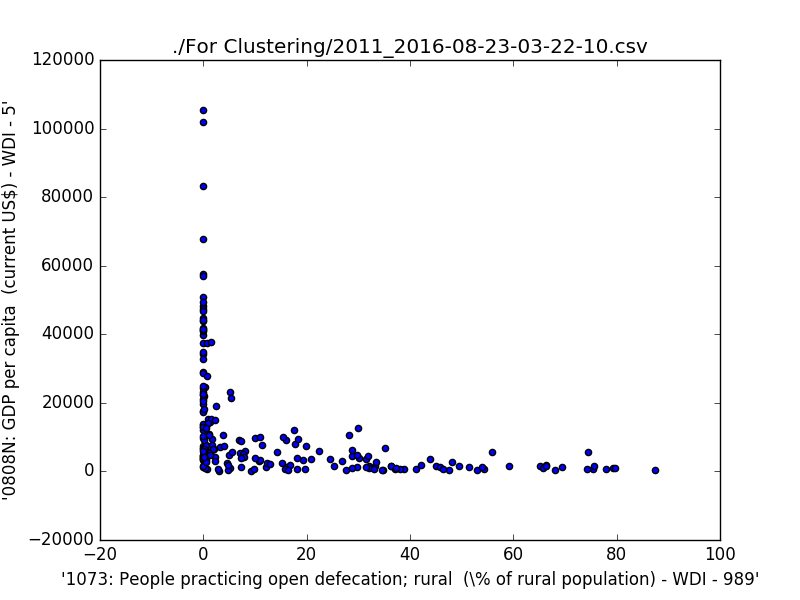 ./For Clustering/2011_2016-08-23-03-22-10.csv
120000
100000
80000
60000
40000
20000
0
−20000
−20 0 20 40 60 80 100
'0808N: GDP per capita  (current US$) - WDI - 5'
'1073: People practicing open defecation; rural  (\% of rural population) - WDI - 989'